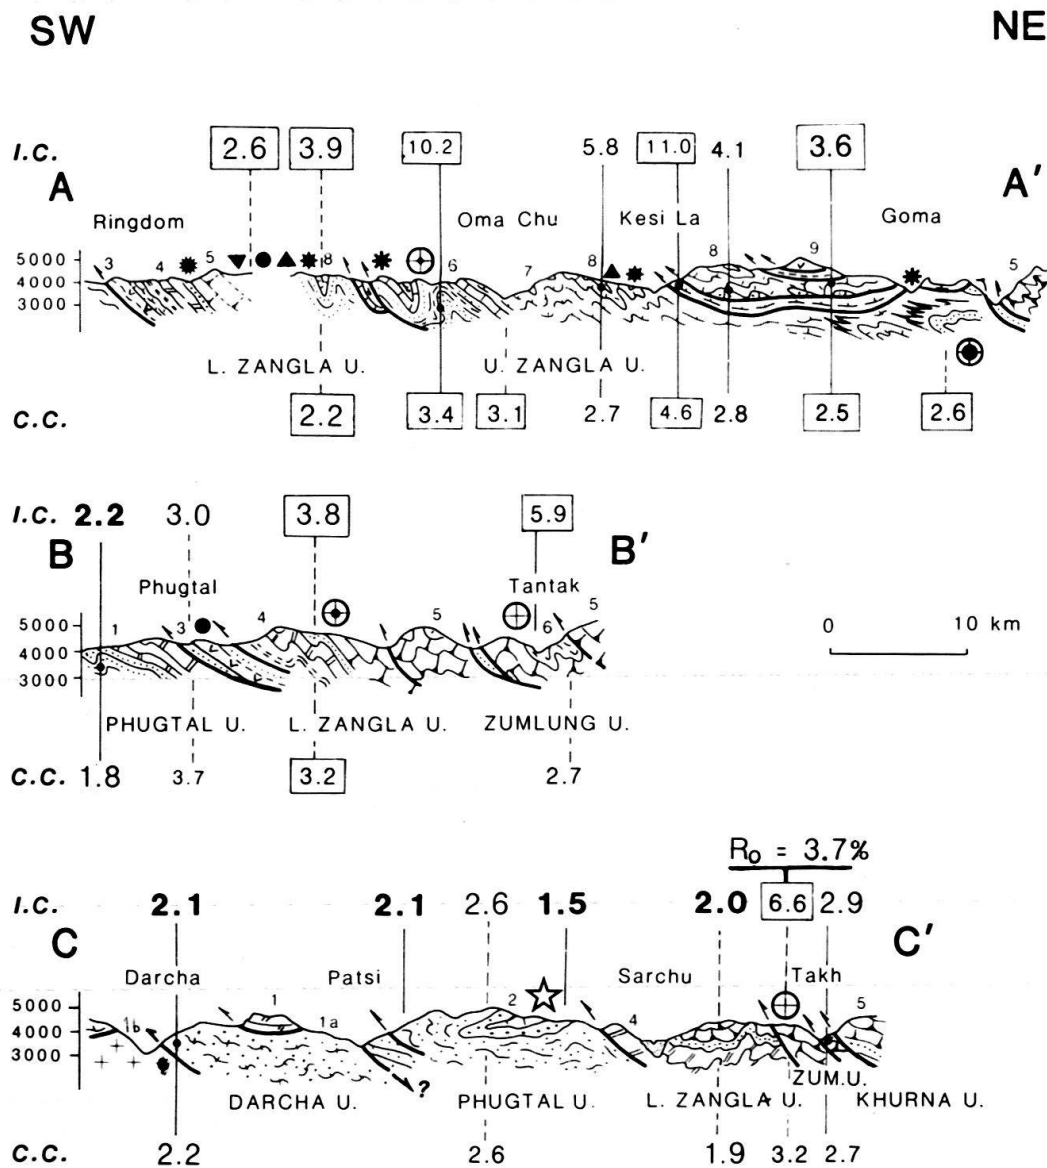 SW NE
I.C. 2.6 3.9 10.2 5.8 11.0 4.1 3.6
A A'
Ringdom Oma Chu Kesi La Goma
5000 3 4 5 8 6 7 8 8 9 5
4000
3000
L. ZANGLA U. U. ZANGLA U.
C.C. 2.2 3.4 3.1 2.7 4.6 2.8 2.5 2.6
I.C. 2.2 3.0 3.8 5.9
B B'
Phugtal Tantak
5000 1 3 4 5 6 5
4000
3000
0 10 km
PHUGTAL U. L. ZANGLA U. ZUMLUNG U.
C.C. 1.8 3.7 3.2 2.7
Ro = 3.7%
I.C. 2.1 2.1 2.6 1.5 2.0 6.6 2.9
C C'
Darcha Patsi Sarchu Takh
5000 1b 1 1a 2 4 5
4000
3000
?
ZUM.U.
DARCHA U. PHUGTAL U. L. ZANGLA U. KHURNA U.
C.C. 2.2 2.6 1.9 3.2 2.7